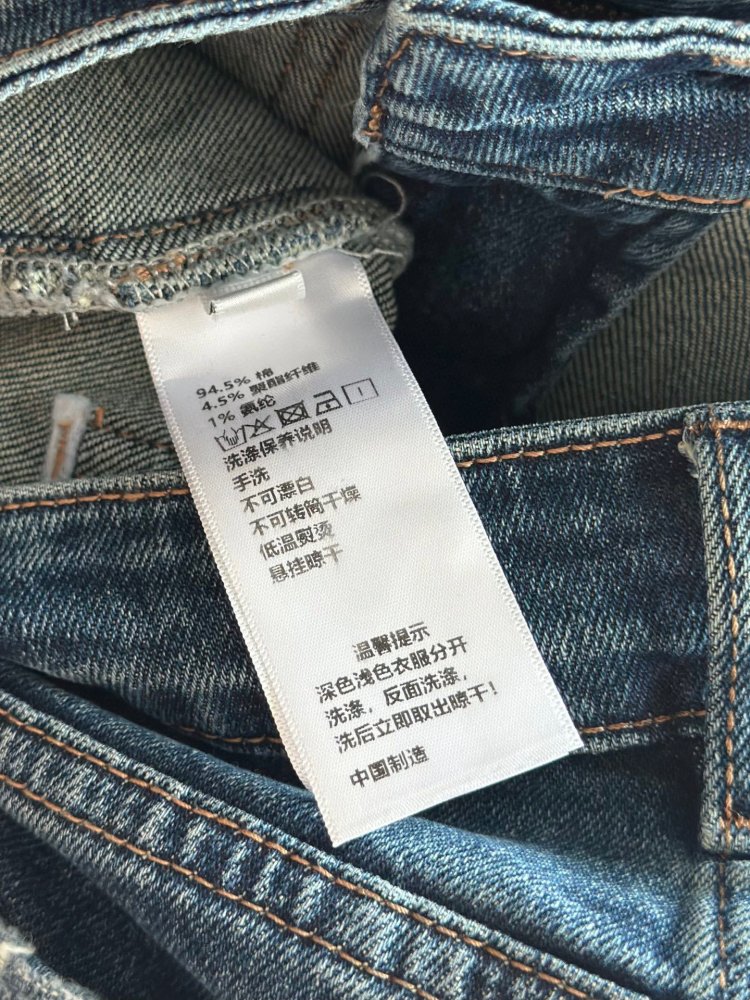 94.5% 棉
4.5% 聚酯纤维
1% 氨纶
洗涤保养说明
手洗
不可漂白
不可转筒干燥
低温熨烫
悬挂晾干
温馨提示
深色浅色衣服分开
洗涤，反面洗涤，
洗后立即取出晾干！
中国制造